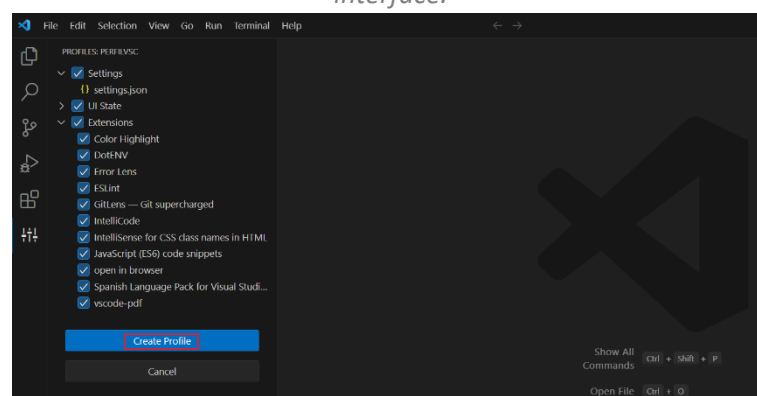 interface.
File Edit Selection View Go Run Terminal Help
PROFILES: PERFILVSC
Settings
{} settings.json
UI State
Extensions
Color Highlight
DotENV
Error Lens
ESLint
GitLens — Git supercharged
IntelliCode
IntelliSense for CSS class names in HTML
JavaScript (ES6) code snippets
open in browser
Spanish Language Pack for Visual Studi...
vscode-pdf
Create Profile
Cancel
Show All
Commands
Ctrl + Shift + P
Open File Ctrl + O